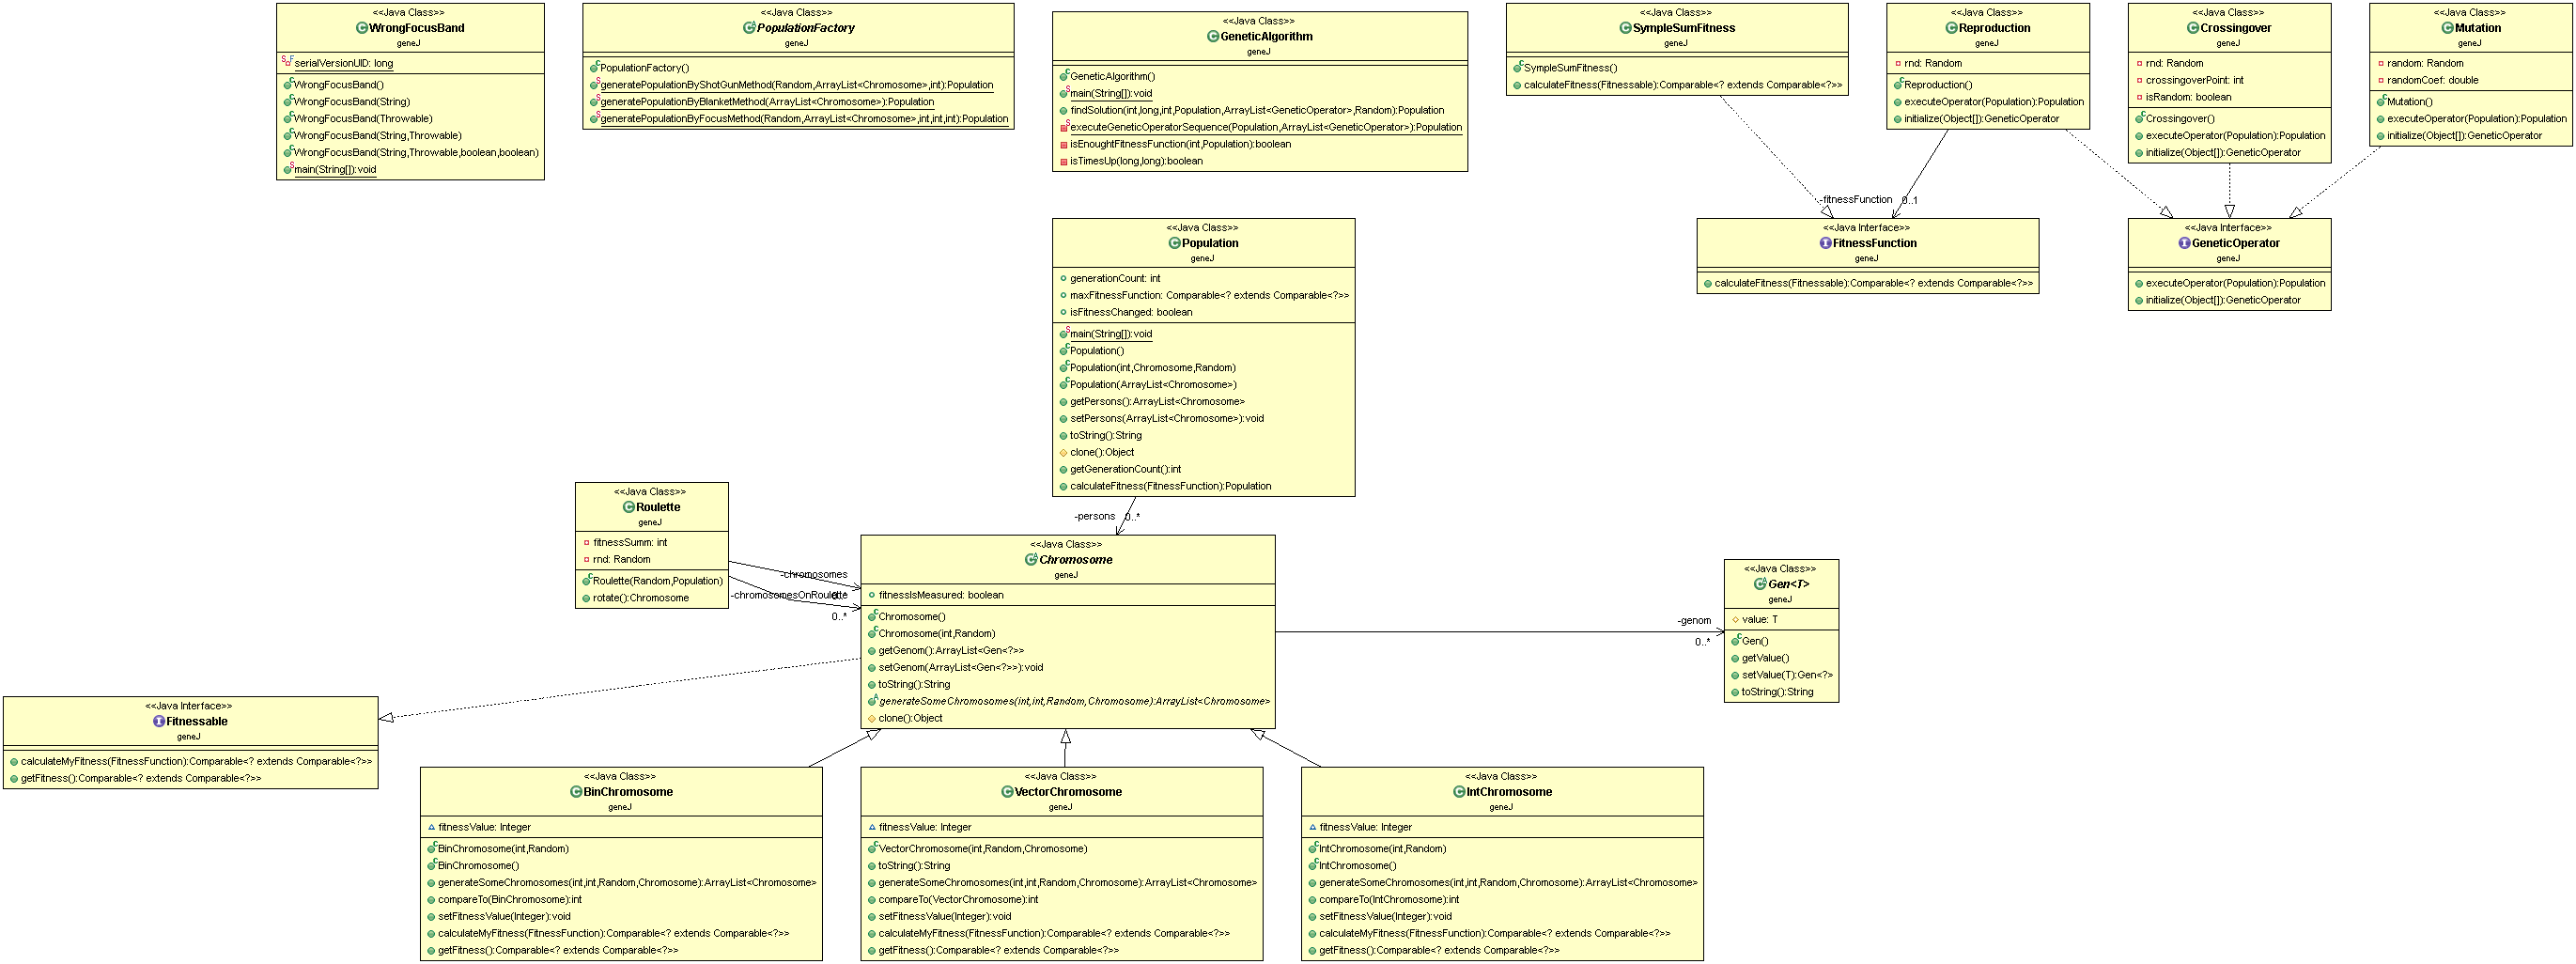 <<Java Class>>
WrongFocusBand
geneJ
serialVersionUID: long
WrongFocusBand()
WrongFocusBand(String)
WrongFocusBand(Throwable)
WrongFocusBand(String,Throwable)
WrongFocusBand(String,Throwable,boolean,boolean)
main(String[]):void
<<Java Class>>
PopulationFactory
geneJ
PopulationFactory()
generatePopulationByShotGunMethod(Random,ArrayList<Chromosome>,int):Population
generatePopulationByBlanketMethod(ArrayList<Chromosome>):Population
generatePopulationByFocusMethod(Random,ArrayList<Chromosome>,int,int,int):Population
<<Java Class>>
GeneticAlgorithm
geneJ
GeneticAlgorithm()
main(String[]):void
findSolution(int,long,int,Population,ArrayList<GeneticOperator>,Random):Population
executeGeneticOperatorSequence(Population,ArrayList<GeneticOperator>):Population
isEnoughtFitnessFunction(int,Population):boolean
isTimesUp(long,long):boolean
<<Java Class>>
SympleSumFitness
geneJ
SympleSumFitness()
calculateFitness(Fitnessable):Comparable<? extends Comparable<?>>
<<Java Class>>
Reproduction
geneJ
rnd: Random
Reproduction()
executeOperator(Population):Population
initialize(Object[]):GeneticOperator
<<Java Class>>
Crossingover
geneJ
rnd: Random
crossingoverPoint: int
isRandom: boolean
Crossingover()
executeOperator(Population):Population
initialize(Object[]):GeneticOperator
<<Java Class>>
Mutation
geneJ
random: Random
randomCoef: double
Mutation()
executeOperator(Population):Population
initialize(Object[]):GeneticOperator
-fitnessFunction
0..1
<<Java Interface>>
FitnessFunction
geneJ
calculateFitness(Fitnessable):Comparable<? extends Comparable<?>>
<<Java Interface>>
GeneticOperator
geneJ
executeOperator(Population):Population
initialize(Object[]):GeneticOperator
<<Java Class>>
Population
geneJ
generationCount: int
maxFitnessFunction: Comparable<? extends Comparable<?>>
isFitnessChanged: boolean
main(String[]):void
Population()
Population(int,Chromosome,Random)
Population(ArrayList<Chromosome>)
getPersons():ArrayList<Chromosome>
setPersons(ArrayList<Chromosome>):void
toString():String
clone():Object
getGenerationCount():int
calculateFitness(FitnessFunction):Population
-persons
0..*
<<Java Class>>
Roulette
geneJ
fitnessSumm: int
rnd: Random
Roulette(Random,Population)
rotate():Chromosome
-chromosomes
0..*
-chromosomesOnRoulette
0..*
<<Java Class>>
Chromosome
geneJ
fitnessIsMeasured: boolean
Chromosome()
Chromosome(int,Random)
getGenom():ArrayList<Gen<?>>
setGenom(ArrayList<Gen<?>>):void
toString():String
generateSomeChromosomes(int,int,Random,Chromosome):ArrayList<Chromosome>
clone():Object
-genom
0..*
<<Java Class>>
Gen<T>
geneJ
value: T
Gen()
getValue()
setValue(T):Gen<?>
toString():String
<<Java Interface>>
Fitnessable
geneJ
calculateMyFitness(FitnessFunction):Comparable<? extends Comparable<?>>
getFitness():Comparable<? extends Comparable<?>>
<<Java Class>>
BinChromosome
geneJ
fitnessValue: Integer
BinChromosome(int,Random)
BinChromosome()
generateSomeChromosomes(int,int,Random,Chromosome):ArrayList<Chromosome>
compareTo(BinChromosome):int
setFitnessValue(Integer):void
calculateMyFitness(FitnessFunction):Comparable<? extends Comparable<?>>
getFitness():Comparable<? extends Comparable<?>>
<<Java Class>>
VectorChromosome
geneJ
fitnessValue: Integer
VectorChromosome(int,Random,Chromosome)
toString():String
generateSomeChromosomes(int,int,Random,Chromosome):ArrayList<Chromosome>
compareTo(VectorChromosome):int
setFitnessValue(Integer):void
calculateMyFitness(FitnessFunction):Comparable<? extends Comparable<?>>
getFitness():Comparable<? extends Comparable<?>>
<<Java Class>>
IntChromosome
geneJ
fitnessValue: Integer
IntChromosome(int,Random)
IntChromosome()
generateSomeChromosomes(int,int,Random,Chromosome):ArrayList<Chromosome>
compareTo(IntChromosome):int
setFitnessValue(Integer):void
calculateMyFitness(FitnessFunction):Comparable<? extends Comparable<?>>
getFitness():Comparable<? extends Comparable<?>>